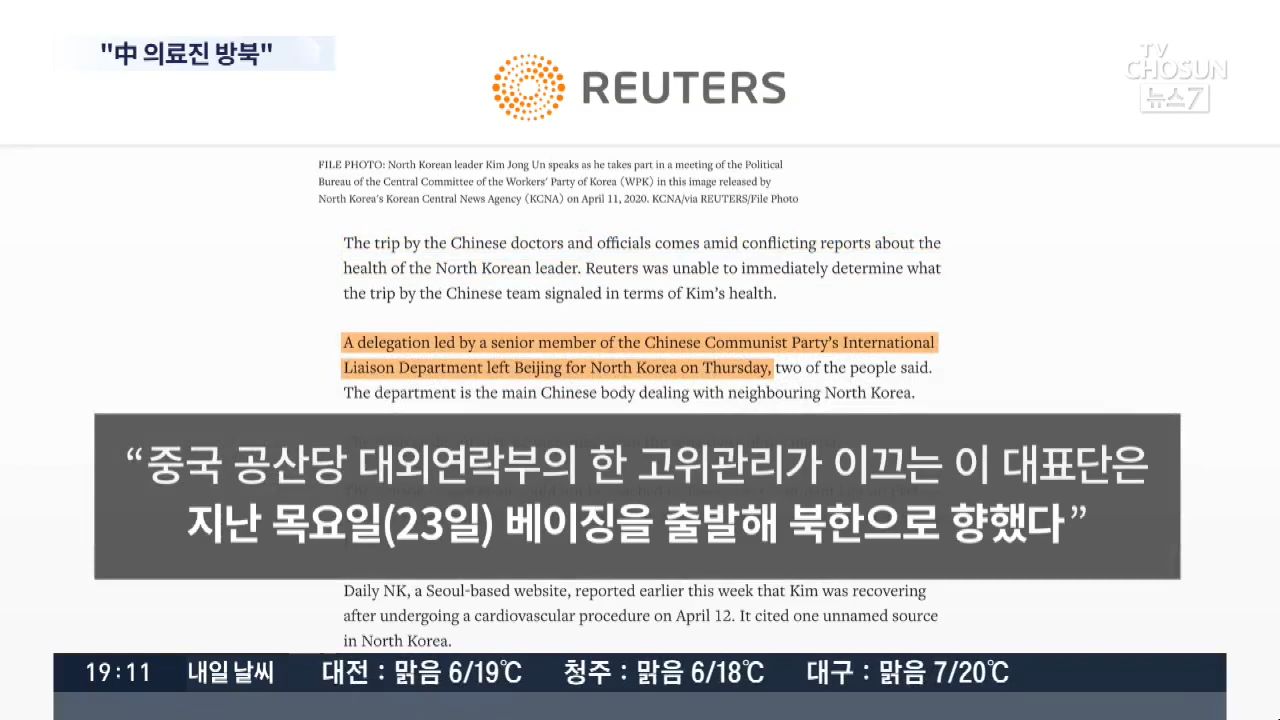 "中 의료진 방북"
REUTERS
TV
CHOSUN
뉴스7
FILE PHOTO: North Korean leader Kim Jong Un speaks as he takes part in a meeting of the Political
Bureau of the Central Committee of the Workers' Party of Korea (WPK) in this image released by
North Korea's Korean Central News Agency (KCNA) on April 11, 2020. KCNA/via REUTERS/File Photo
The trip by the Chinese doctors and officials comes amid conflicting reports about the
health of the North Korean leader. Reuters was unable to immediately determine what
the trip by the Chinese team signaled in terms of Kim's health.
A delegation led by a senior member of the Chinese Communist Party's International
Liaison Department left Beijing for North Korea on Thursday, two of the people said.
The department is the main Chinese body dealing with neighbouring North Korea.
“중국 공산당 대외연락부의 한 고위관리가 이끄는 이 대표단은
지난 목요일(23일) 베이징을 출발해 북한으로 향했다”
Daily NK, a Seoul-based website, reported earlier this week that Kim was recovering
after undergoing a cardiovascular procedure on April 12. It cited one unnamed source
in North Korea.
19:11 내일 날씨 대전 : 맑음 6/19℃ 청주 : 맑음 6/18℃ 대구 : 맑음 7/20℃